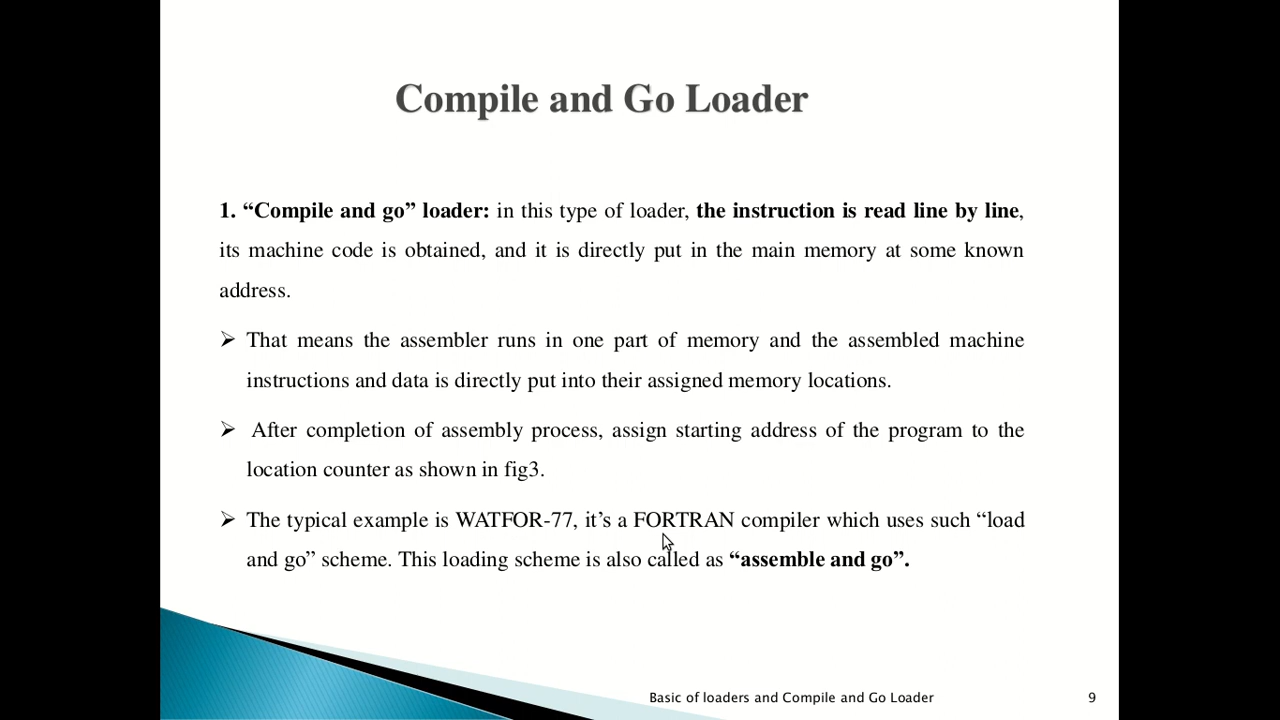 Compile and Go Loader
1. “Compile and go” loader: in this type of loader, the instruction is read line by line,
its machine code is obtained, and it is directly put in the main memory at some known
address.
➢ That means the assembler runs in one part of memory and the assembled machine
instructions and data is directly put into their assigned memory locations.
➢ After completion of assembly process, assign starting address of the program to the
location counter as shown in fig3.
➢ The typical example is WATFOR-77, it’s a FORTRAN compiler which uses such “load
and go” scheme. This loading scheme is also called as “assemble and go”.
Basic of loaders and Compile and Go Loader 9